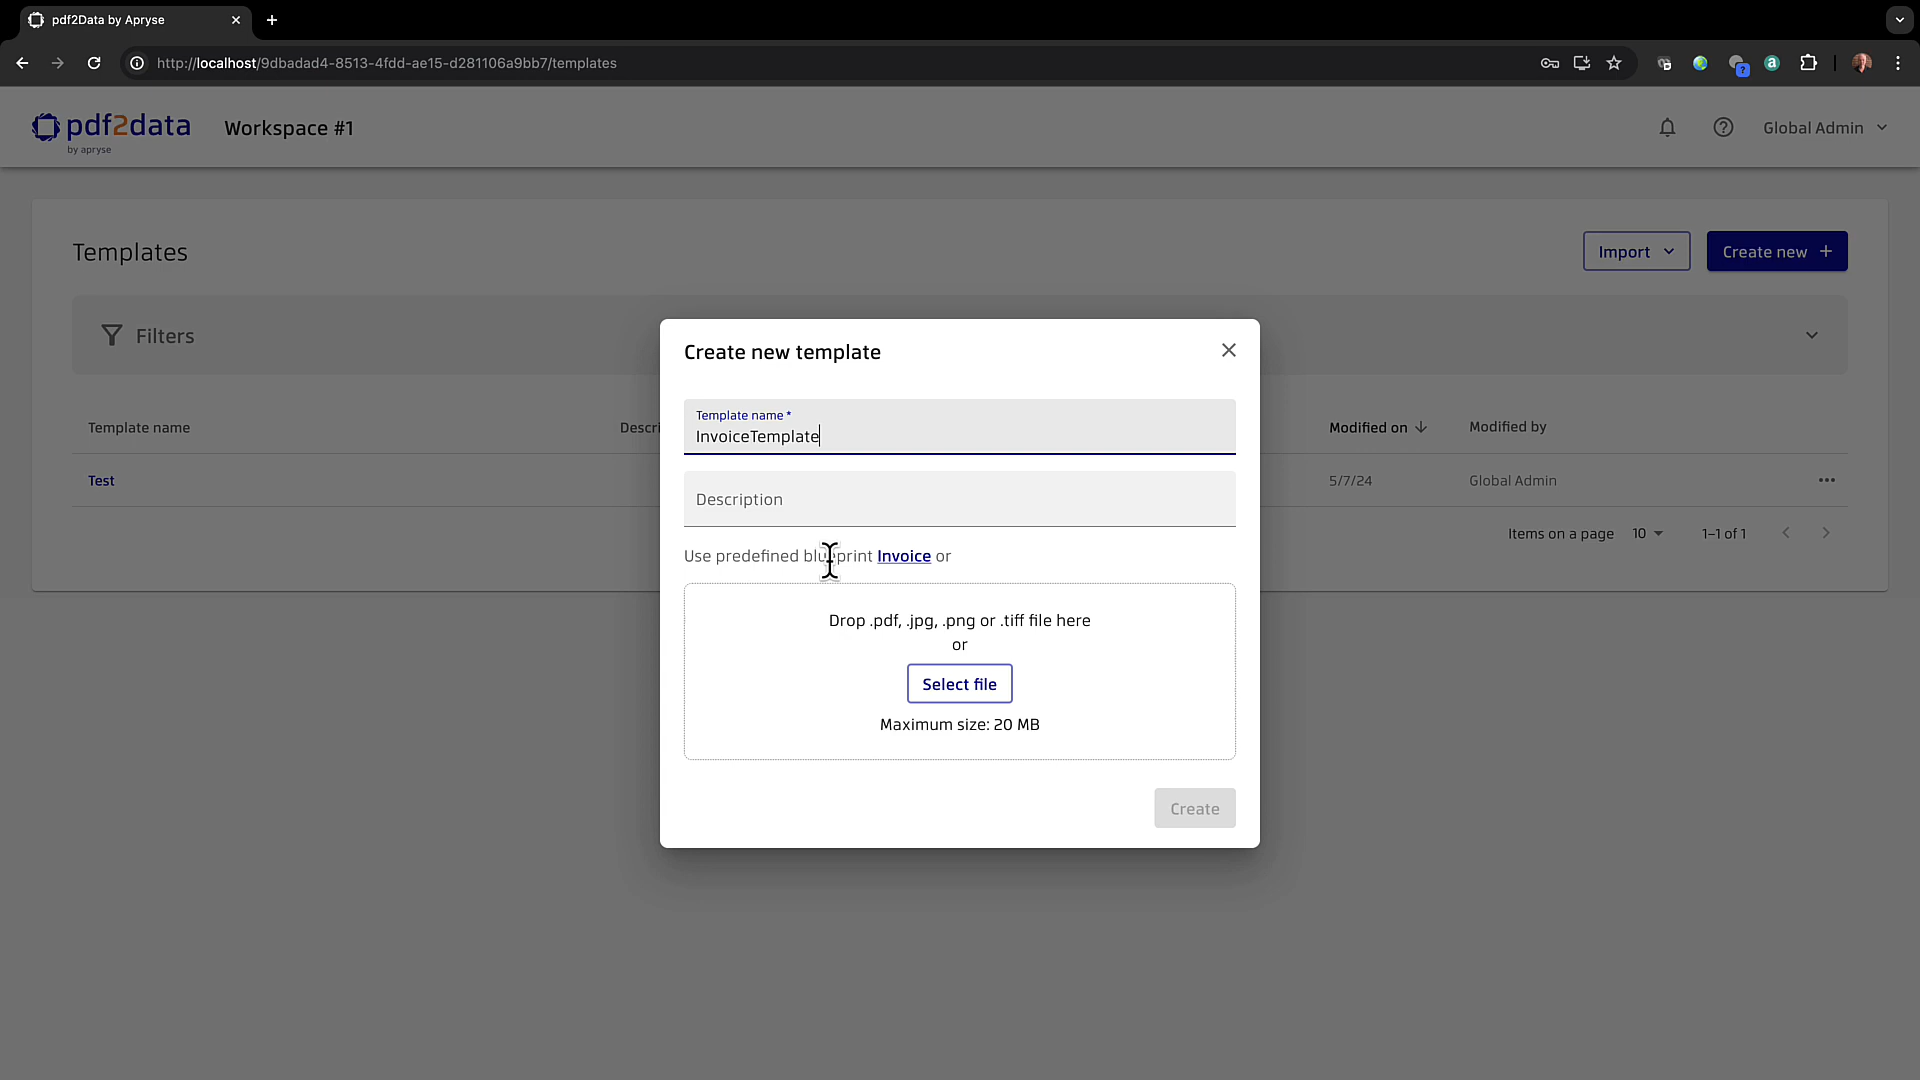 pdf2Data by Apryse
http://localhost/9dbadad4-8513-4fdd-ae15-d281106a9bb7/templates
pdf2data
by apryse
Workspace #1
Global Admin
Templates
Import
Create new
Filters
Create new template
Template name *
InvoiceTemplate
Template name
Descri
Modified on
Modified by
Description
Test
5/7/24
Global Admin
Items on a page
10
1–1 of 1
Use predefined blueprint Invoice or
Drop .pdf, .jpg, .png or .tiff file here
or
Select file
Maximum size: 20 MB
Create